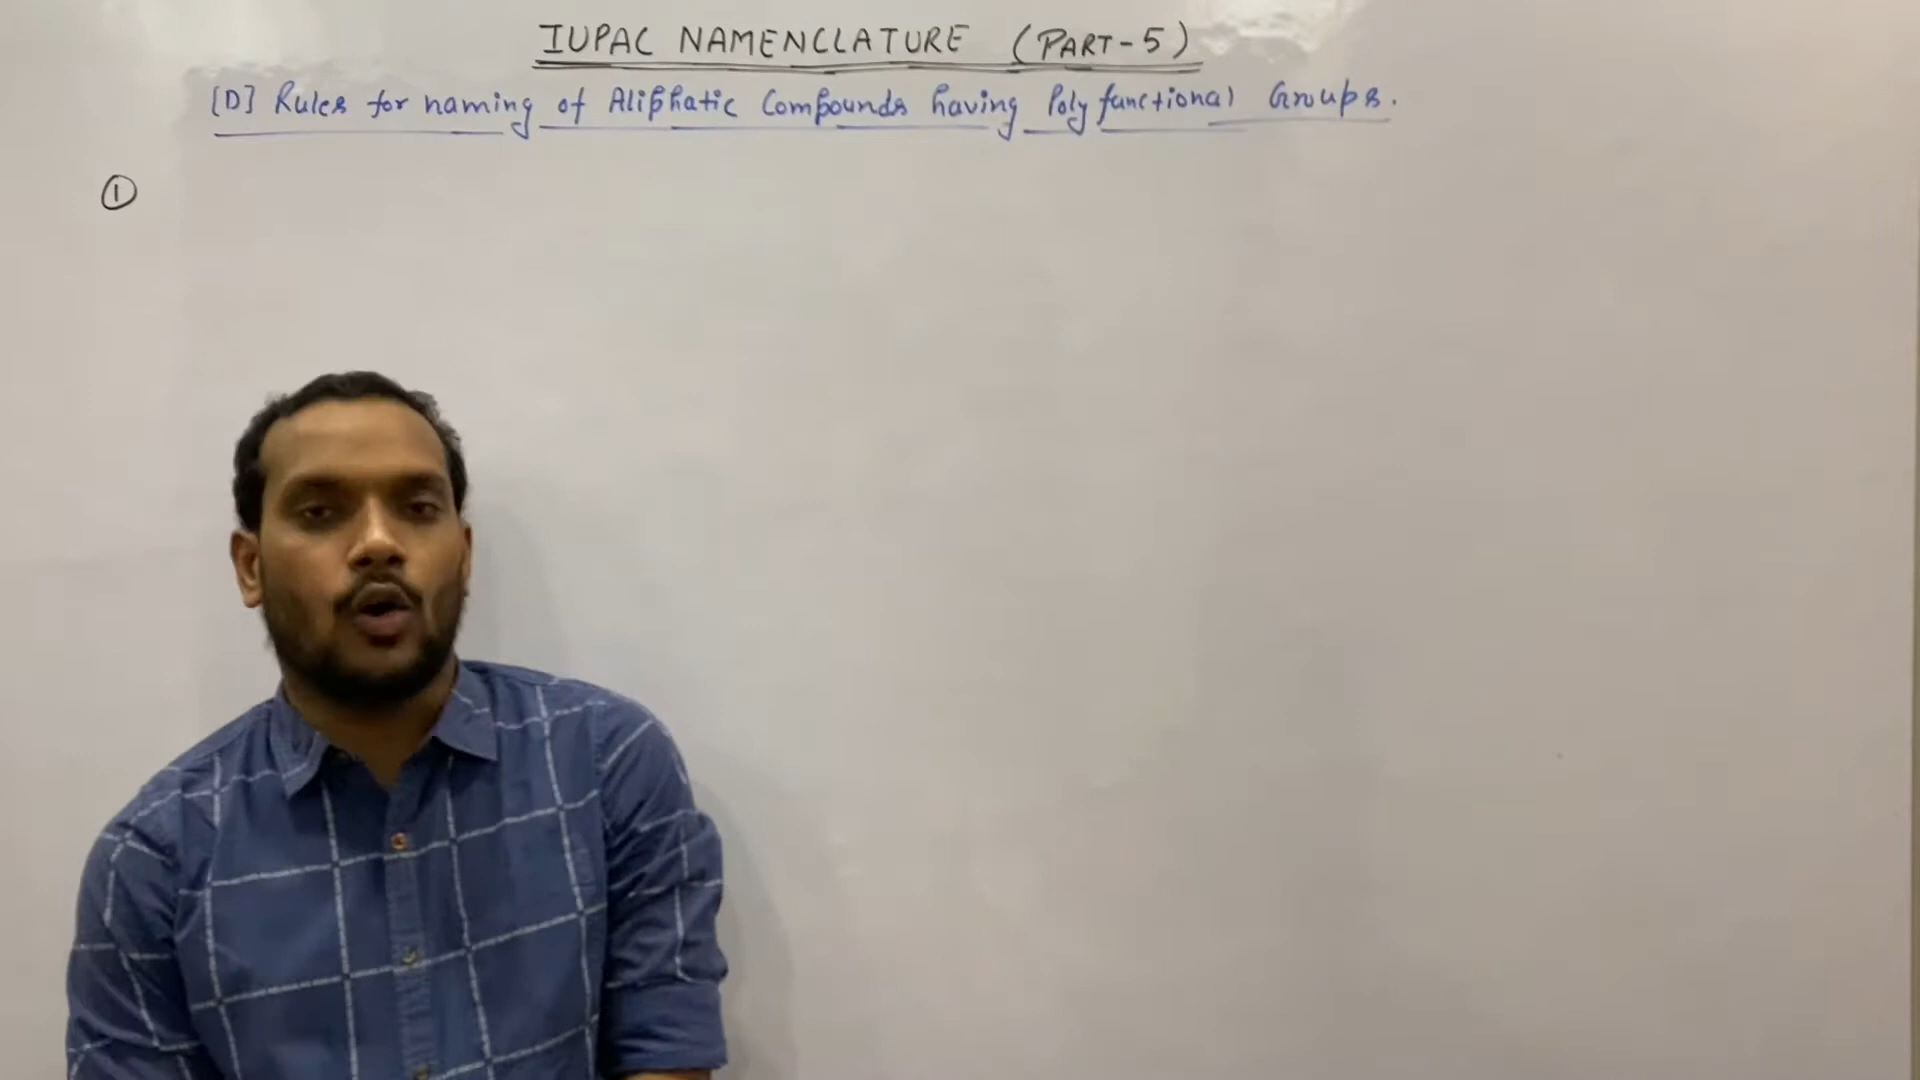 IUPAC NAMENCLATURE (PART-5)
[D] Rules for naming of Aliphatic Compounds having Poly functional Groups.
①